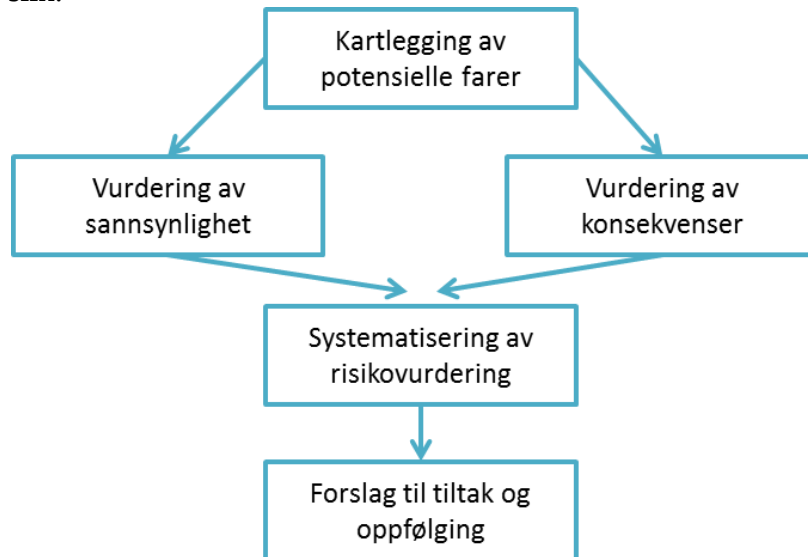 Kartlegging av
potensielle farer
Vurdering av
sannsynlighet
Vurdering av
konsekvenser
Systematisering av
risikovurdering
Forslag til tiltak og
oppfølging